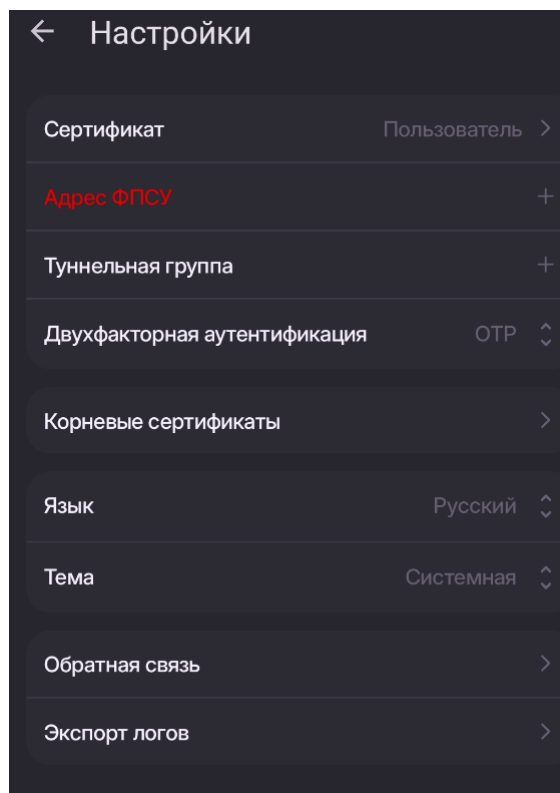 Настройки
Сертификат Пользователь
Адрес ФПСУ
Туннельная группа
Двухфакторная аутентификация OTP
Корневые сертификаты
Язык Русский
Тема Системная
Обратная связь
Экспорт логов